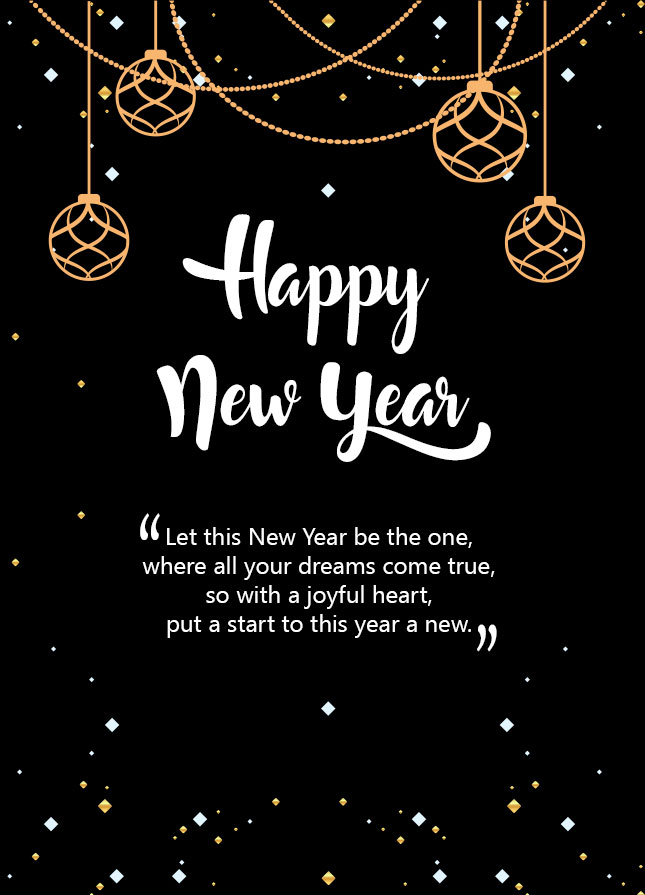 Happy
New Year
“Let this New Year be the one,
where all your dreams come true,
so with a joyful heart,
put a start to this year a new.”